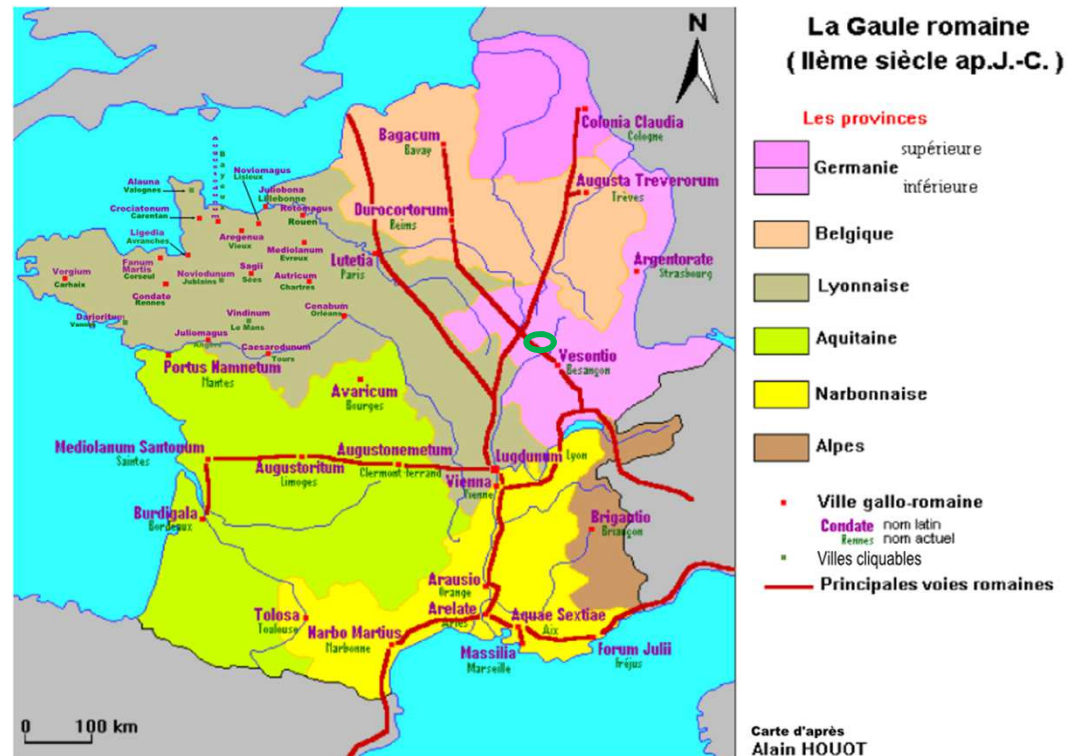 La Gaule romaine
( IIème siècle ap.J.-C. )
Les provinces
Germanie
supérieure
inférieure
Belgique
Lyonnaise
Aquitaine
Narbonnaise
Alpes
Ville gallo-romaine
Condate nom latin
Rennes nom actuel
Villes cliquables
Principales voies romaines
Carte d'après
Alain HOUOT
N
Colonia Claudia
Cologne
Bagacum
Bavay
Augusta Treverorum
Trèves
Durocortorum
Reims
Argentorate
Strasbourg
Lutetia
Paris
Noviomagus
Lisieux
Alauna
Valognes
Juliobona
Lillebonne
Rotomagus
Rouen
Crociatonum
Carentan
Aregenua
Vieux
Ligedia
Avranches
Mediolanum
Evreux
Fanum
Martis
Corseul
Sagii
Sées
Autricum
Chartres
Noviodunum
Jublains
Vorgium
Carhaix
Condate
Rennes
Vindinum
Le Mans
Conabum
Orléans
Darioritum
Vannes
Juliomagus
Angers
Caesarodunum
Tours
Portus Namnetum
Nantes
Vesontio
Besançon
Avaricum
Bourges
Mediolanum Santonum
Saintes
Augustoritum
Limoges
Augustonemetum
Clermont-Ferrand
Lugdunum
Lyon
Vienna
Vienne
Burdigala
Bordeaux
Brigantio
Briançon
Arausio
Orange
Tolosa
Toulouse
Narbo Martius
Narbonne
Arelate
Arles
Aquae Sextiae
Aix
Massilia
Marseille
Forum Julii
Fréjus
0 100 km